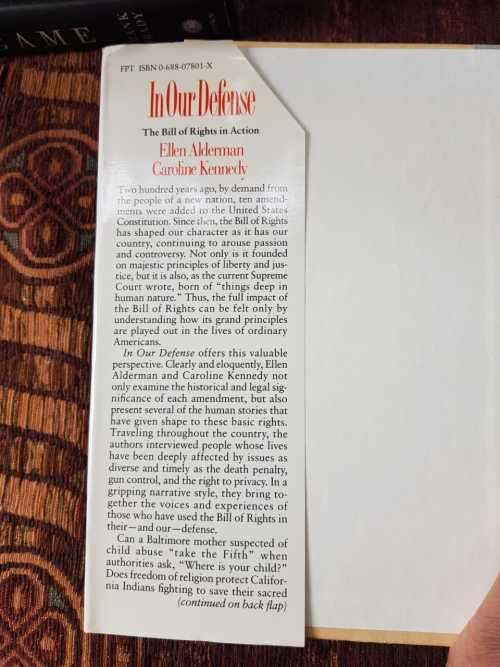 GAME
FPT ISBN 0-688-07801-X
In Our Defense
The Bill of Rights in Action
Ellen Alderman
Caroline Kennedy
Two hundred years ago, by demand from
the people of a new nation, ten amend-
ments were added to the United States
Constitution. Since then, the Bill of Rights
has shaped our character as it has our
country, continuing to arouse passion
and controversy. Not only is it founded
on majestic principles of liberty and jus-
tice, but it is also, as the current Supreme
Court wrote, born of “things deep in
human nature.” Thus, the full impact of
the Bill of Rights can be felt only by
understanding how its grand principles
are played out in the lives of ordinary
Americans.
In Our Defense offers this valuable
perspective. Clearly and eloquently, Ellen
Alderman and Caroline Kennedy not
only examine the historical and legal sig-
nificance of each amendment, but also
present several of the human stories that
have given shape to these basic rights.
Traveling throughout the country, the
authors interviewed people whose lives
have been deeply affected by issues as
diverse and timely as the death penalty,
gun control, and the right to privacy. In a
gripping narrative style, they bring to-
gether the voices and experiences of
those who have used the Bill of Rights in
their—and our—defense.
Can a Baltimore mother suspected of
child abuse “take the Fifth” when
authorities ask, “Where is your child?”
Does freedom of religion protect Califor-
nia Indians fighting to save their sacred
(continued on back flap)